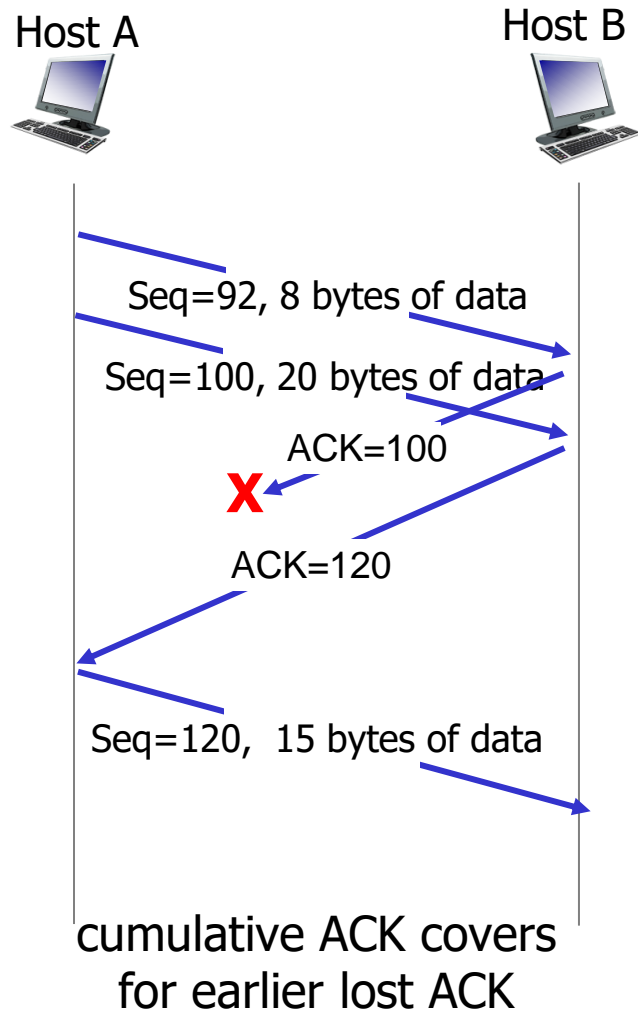 Host A
Host B
Seq=92, 8 bytes of data
Seq=100, 20 bytes of data
ACK=100
X
ACK=120
Seq=120,  15 bytes of data
cumulative ACK covers
for earlier lost ACK